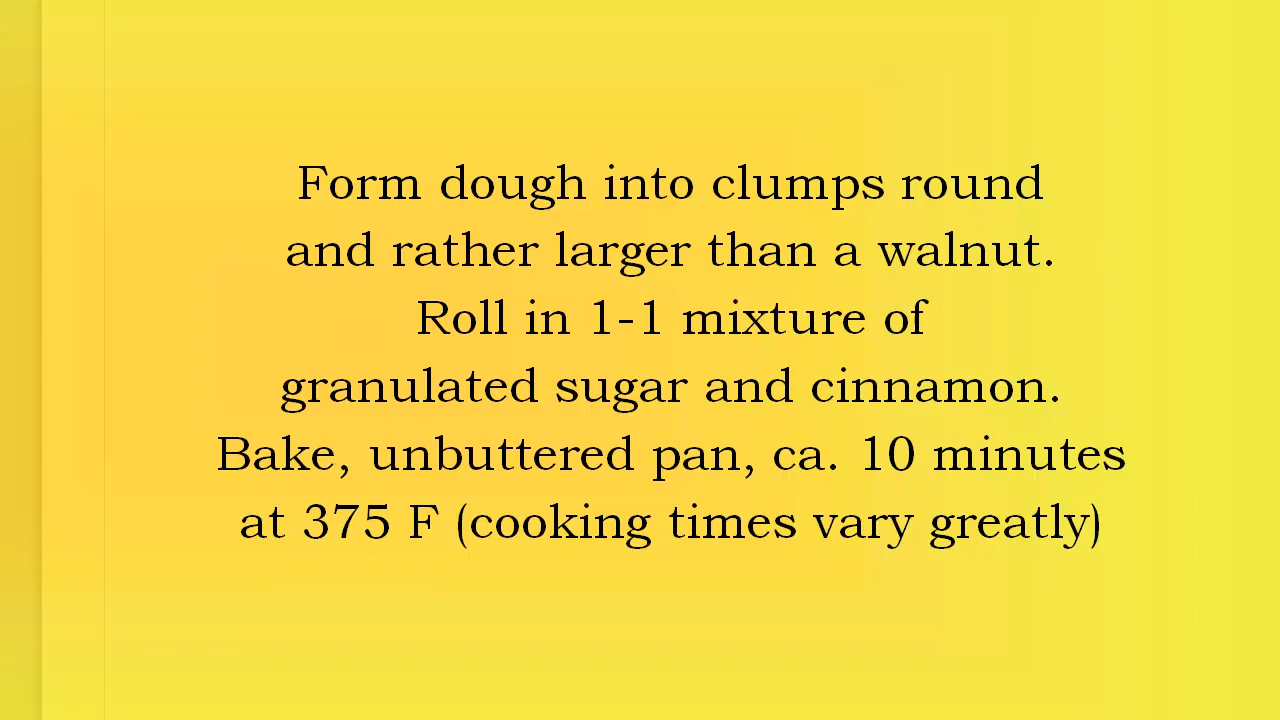 Form dough into clumps round
and rather larger than a walnut.
Roll in 1-1 mixture of
granulated sugar and cinnamon.
Bake, unbuttered pan, ca. 10 minutes
at 375 F (cooking times vary greatly)